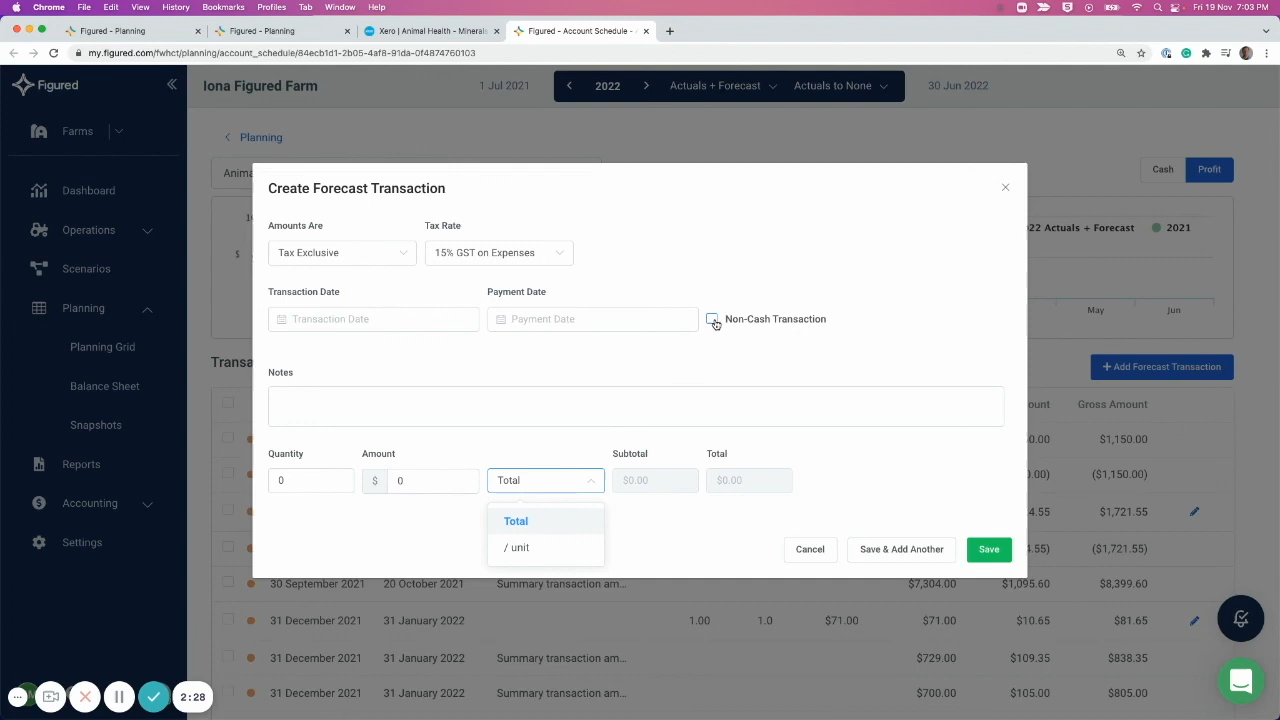 Chrome File Edit View History Bookmarks Profiles Tab Window Help Fri 19 Nov 7:03 PM
Figured - Planning
Figured - Planning
Xero | Animal Health - Minerals
Figured - Account Schedule -
my.figured.com/fwhct/planning/account_schedule/84ecb1d1-2b05-4af8-91da-0f4874760103
Figured
Iona Figured Farm
1 Jul 2021
2022
Actuals + Forecast
Actuals to None
30 Jun 2022
Farms
Planning
Anima
Cash
Profit
Create Forecast Transaction
Dashboard
Operations
Scenarios
Planning
Planning Grid
Balance Sheet
Snapshots
Reports
Accounting
Settings
Amounts Are
Tax Rate
Tax Exclusive
15% GST on Expenses
22 Actuals + Forecast
2021
$
Transaction Date
Payment Date
Transaction Date
Payment Date
Non-Cash Transaction
May
Jun
Transa
+ Add Forecast Transaction
Notes
ount
Gross Amount
.00
$1,150.00
.00)
($1,150.00)
4.55
$1,721.55
.55)
($1,721.55)
Quantity
Amount
Subtotal
Total
0
$
0
Total
$0.00
$0.00
Total
/ unit
Cancel
Save & Add Another
Save
30 September 2021 20 October 2021 Summary transaction am... $7,304.00 $1,095.60 $8,399.60
31 December 2021 31 January 2022 1.00 1.0 $71.00 $71.00 $10.65 $81.65
31 December 2021 31 January 2022 Summary transaction am... $729.00 $109.35 $838.35
31 December 2021 31 January 2022 Summary transaction am... $700.00 $105.00 $805.00
2:28